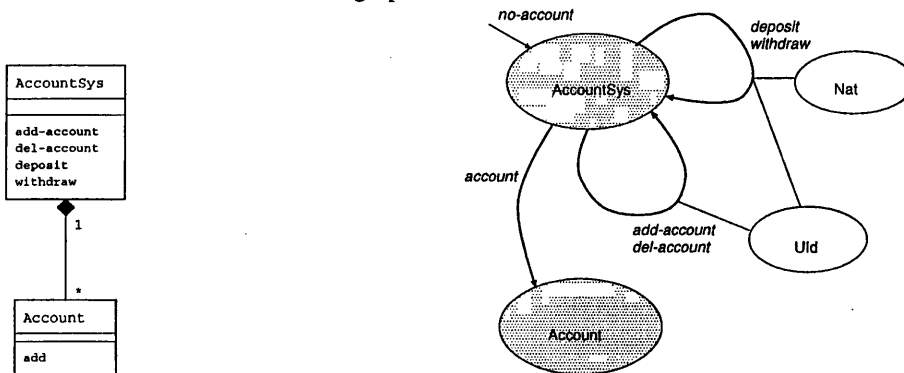 AccountSys
add-account
del-account
deposit
withdraw
1
*
Account
add
no-account
deposit
withdraw
AccountSys
Nat
account
add-account
del-account
UId
Account